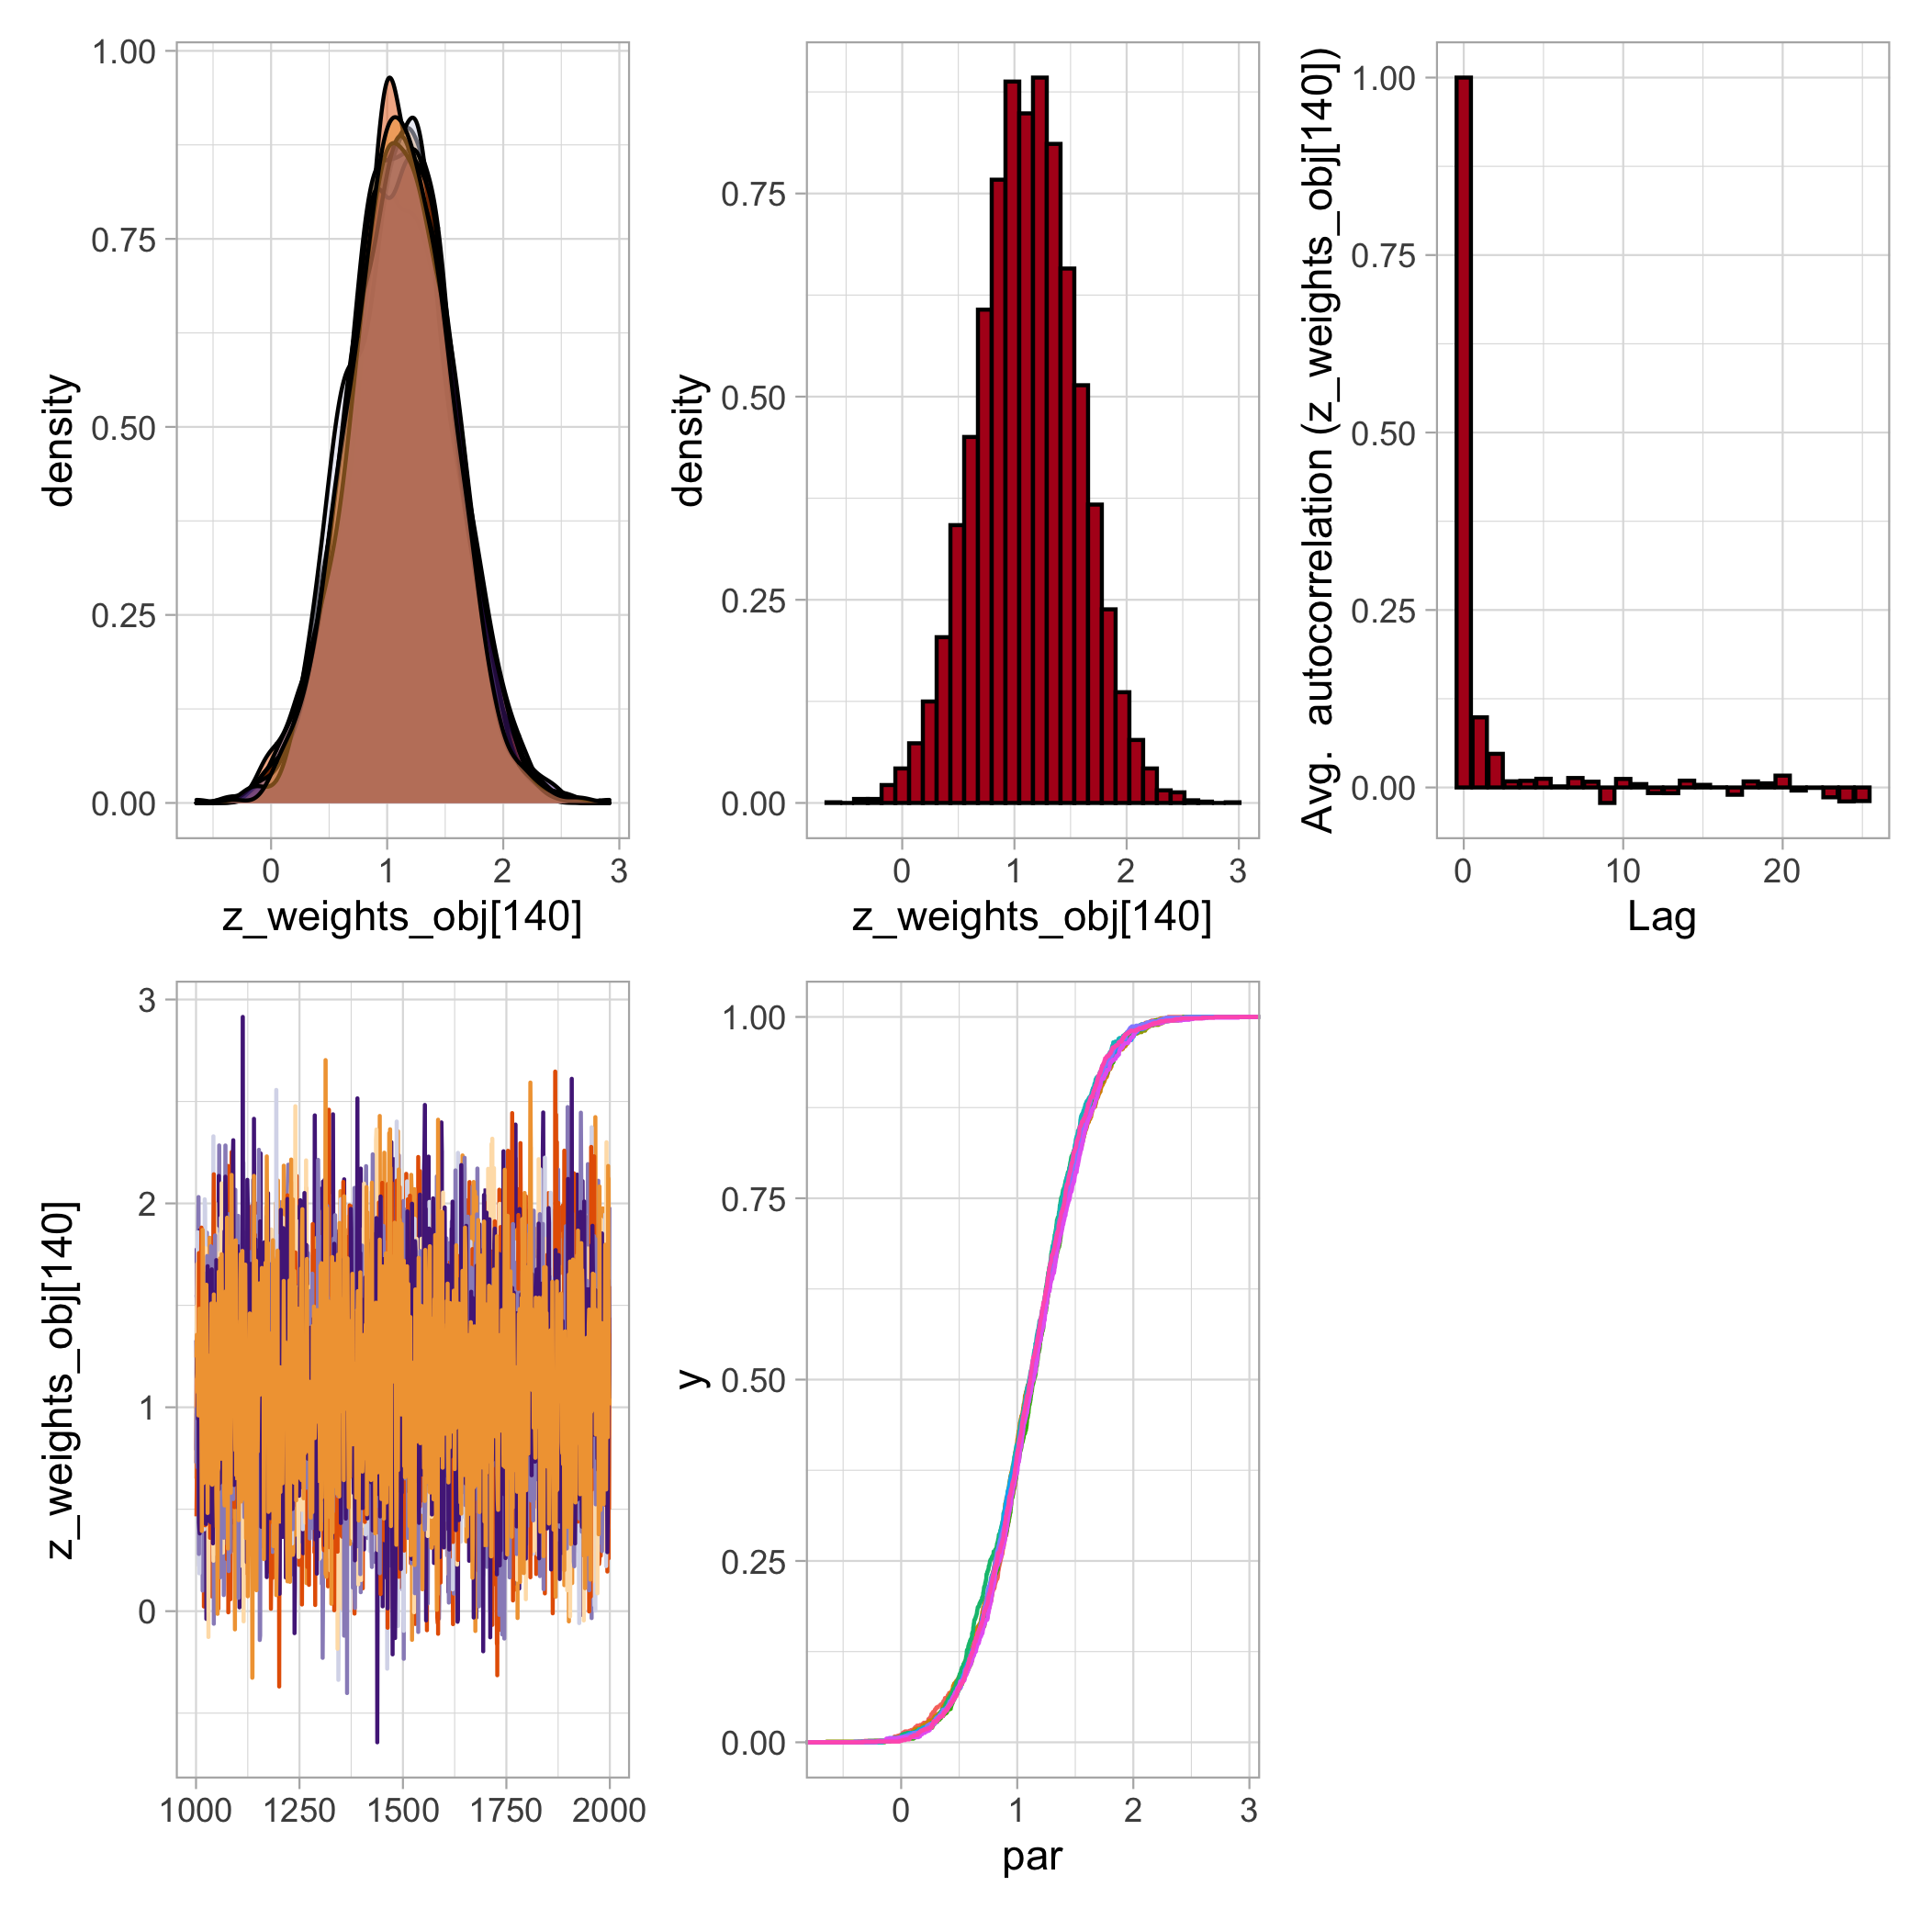 density
1.00
0.75
0.50
0.25
0.00
0 1 2 3
z_weights_obj[140]
density
0.75
0.50
0.25
0.00
0 1 2 3
z_weights_obj[140]
Avg. autocorrelation (z_weights_obj[140])
1.00
0.75
0.50
0.25
0.00
0 10 20
Lag
z_weights_obj[140]
3
2
1
0
1000 1250 1500 1750 2000
y
1.00
0.75
0.50
0.25
0.00
0 1 2 3
par